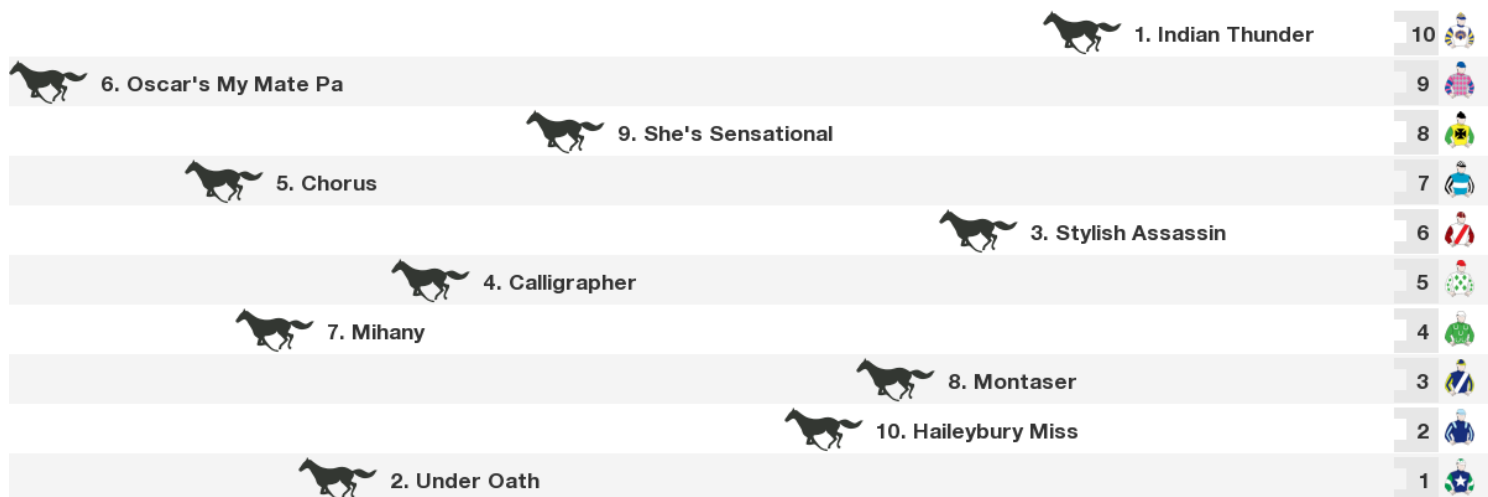 1. Indian Thunder 10
6. Oscar's My Mate Pa 9
9. She's Sensational 8
5. Chorus 7
3. Stylish Assassin 6
4. Calligrapher 5
7. Mihany 4
8. Montaser 3
10. Haileybury Miss 2
2. Under Oath 1